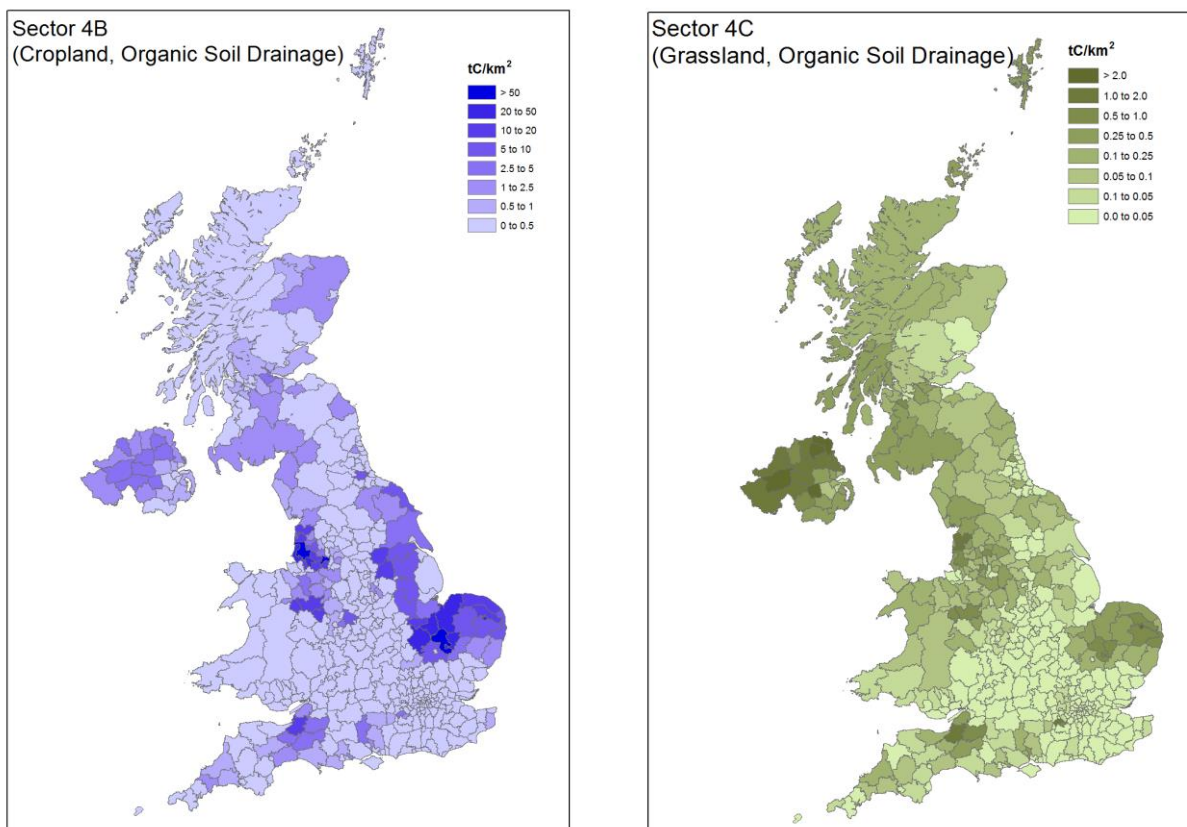 Sector 4B
(Cropland, Organic Soil Drainage)
tC/km²
> 50
20 to 50
10 to 20
5 to 10
2.5 to 5
1 to 2.5
0.5 to 1
0 to 0.5
Sector 4C
(Grassland, Organic Soil Drainage)
tC/km²
> 2.0
1.0 to 2.0
0.5 to 1.0
0.25 to 0.5
0.1 to 0.25
0.05 to 0.1
0.1 to 0.05
0.0 to 0.05